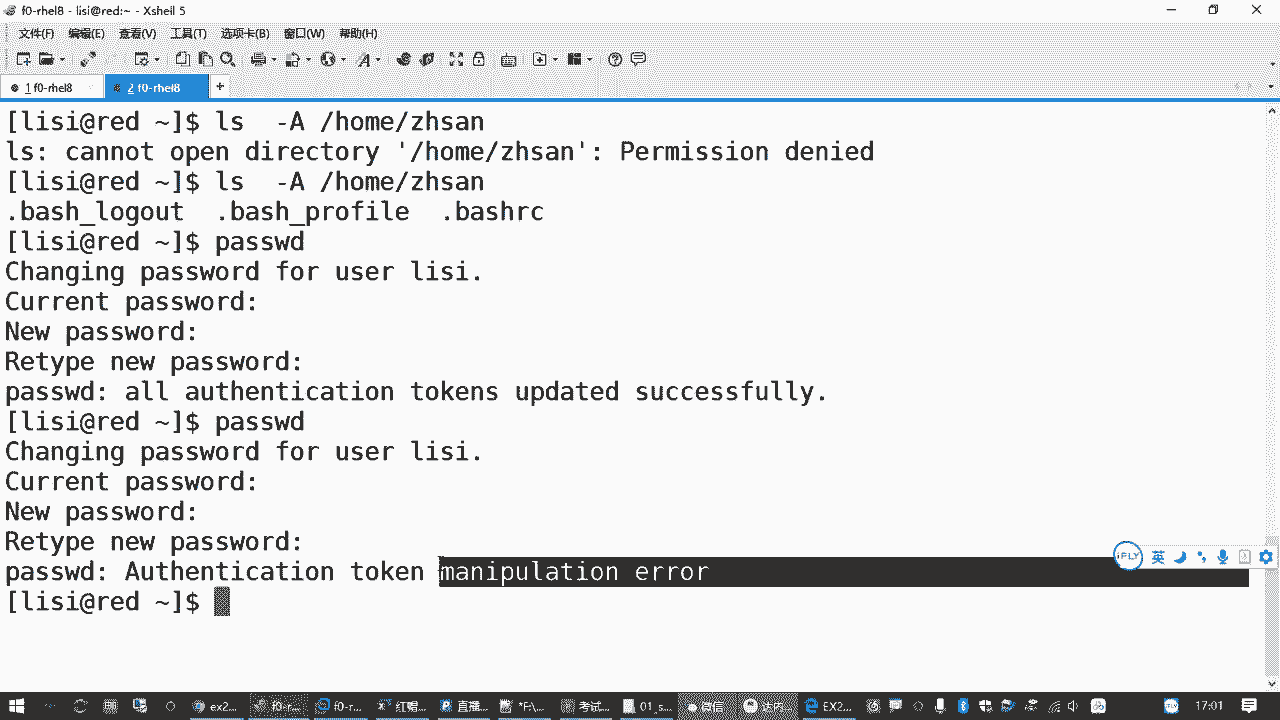 f0-rhel8 - lisi@red:~ - Xshell 5
文件(F) 编辑(E) 查看(V) 工具(T) 选项卡(B) 窗口(W) 帮助(H)
1 f0-rhel8 2 f0-rhel8 +
[lisi@red ~]$ ls  -A /home/zhsan
ls: cannot open directory '/home/zhsan': Permission denied
[lisi@red ~]$ ls  -A /home/zhsan
.bash_logout  .bash_profile  .bashrc
[lisi@red ~]$ passwd
Changing password for user lisi.
Current password:
New password:
Retype new password:
passwd: all authentication tokens updated successfully.
[lisi@red ~]$ passwd
Changing password for user lisi.
Current password:
New password:
Retype new password:
passwd: Authentication token manipulation error
[lisi@red ~]$
iFLY 英
ex2... f0-r... f0-r... 红帽... 直播... *F:\... 考试... 01_s... 微信 达内 EX2... 17:01